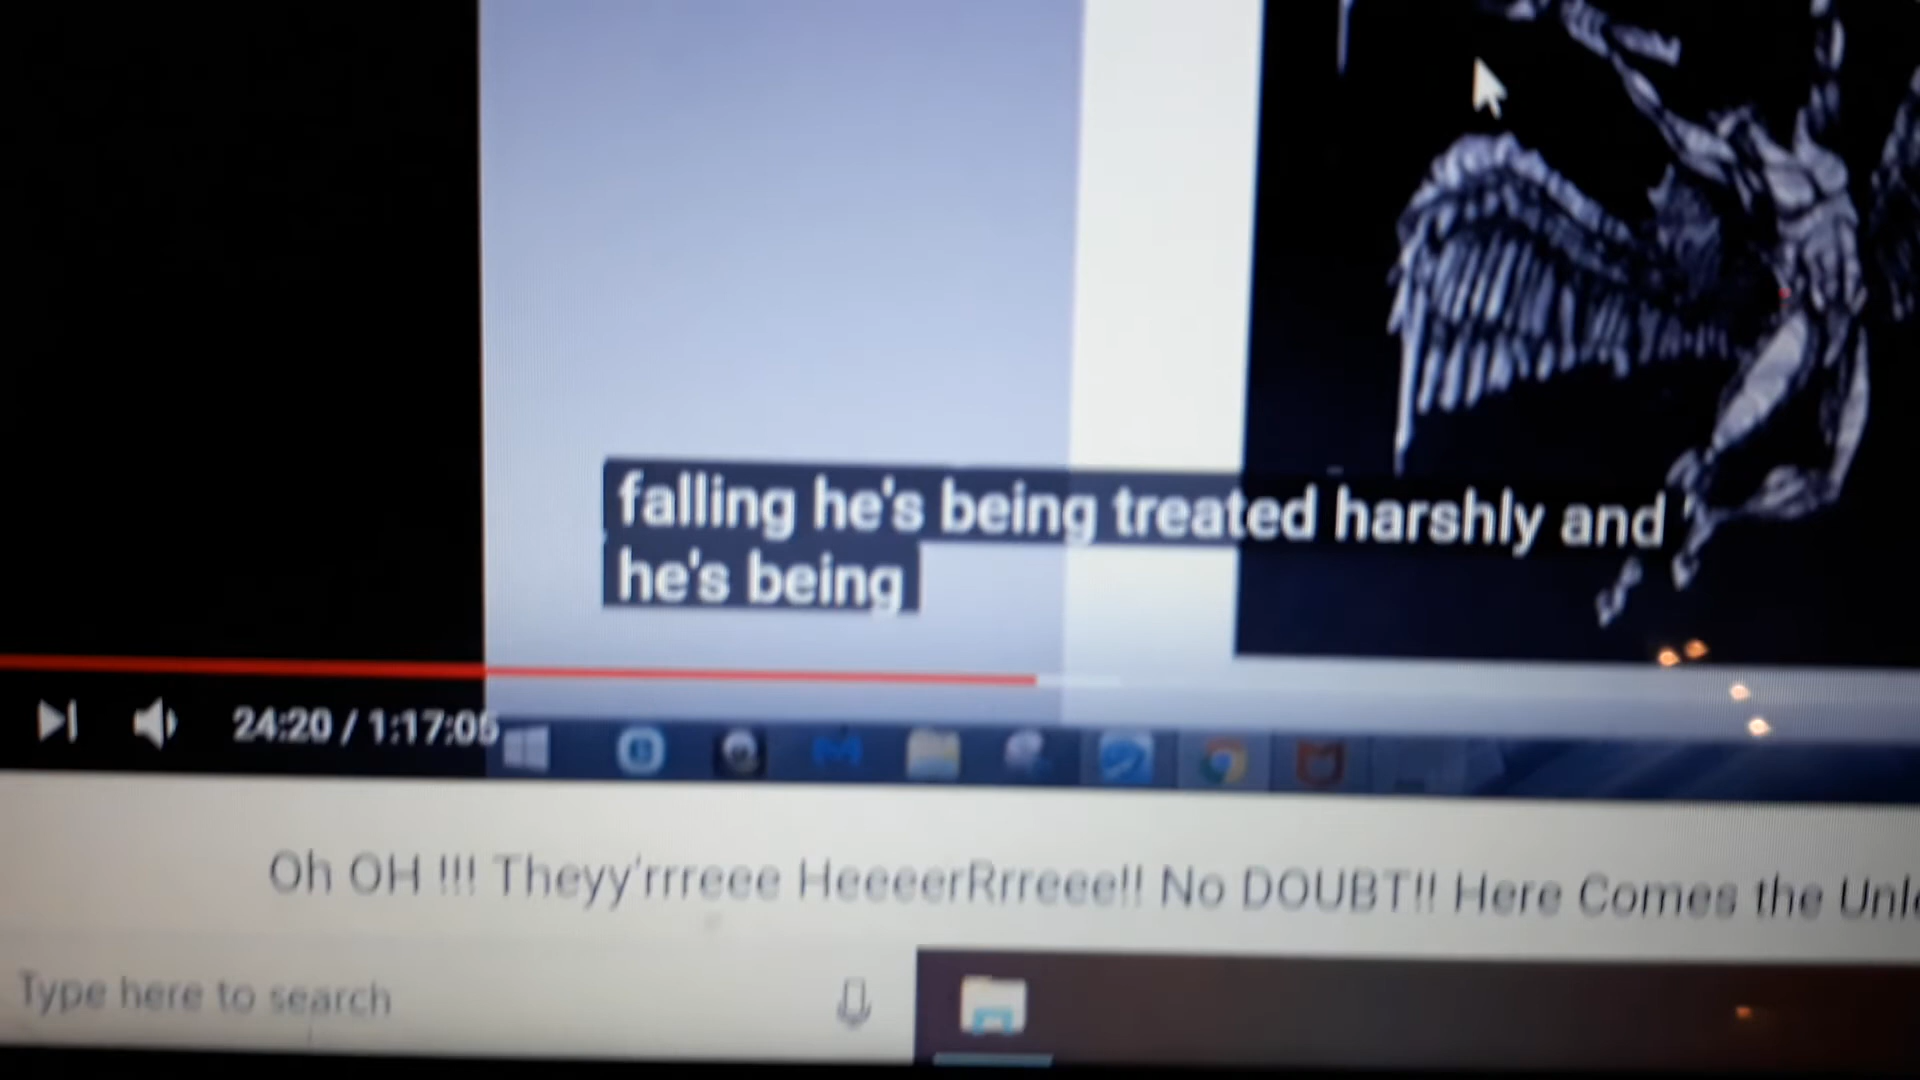 falling he's being treated harshly and
he's being
24:20 / 1:17:05
Oh OH !!! Theyy'rrreee HeeeerRrreee!! No DOUBT!! Here Comes the
Type here to search